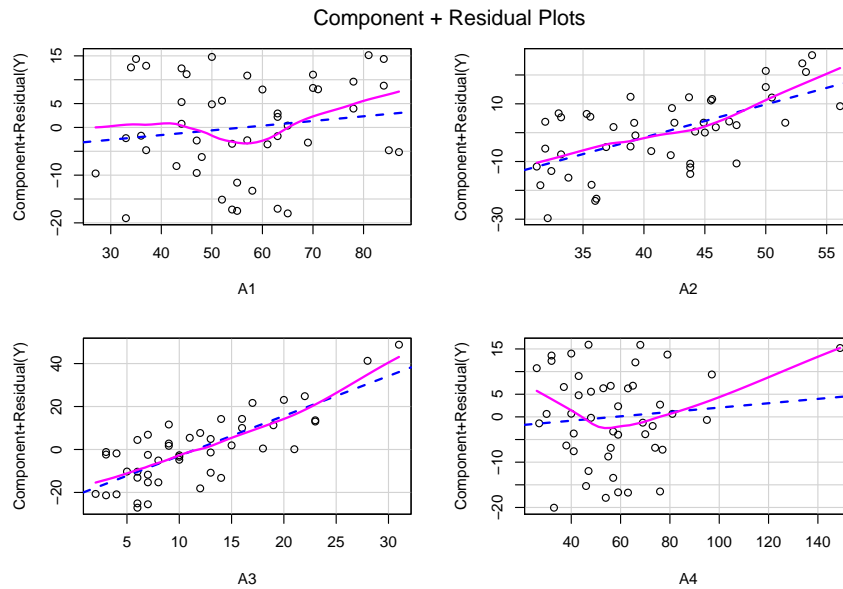 Component + Residual Plots
Component+Residual(Y)
15
5
0
−10
−20
30 40 50 60 70 80
A1
Component+Residual(Y)
10
−10
−30
35 40 45 50 55
A2
Component+Residual(Y)
40
20
0
−20
5 10 15 20 25 30
A3
Component+Residual(Y)
15
5
0
−10
−20
40 60 80 100 120 140
A4